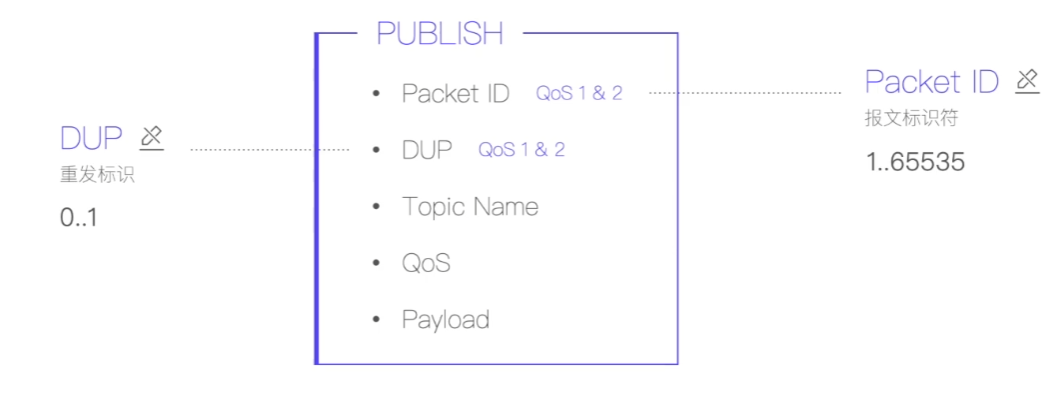 PUBLISH
• Packet ID QoS 1 & 2
• DUP QoS 1 & 2
• Topic Name
• QoS
• Payload
DUP
重发标识
0..1
Packet ID
报文标识符
1..65535